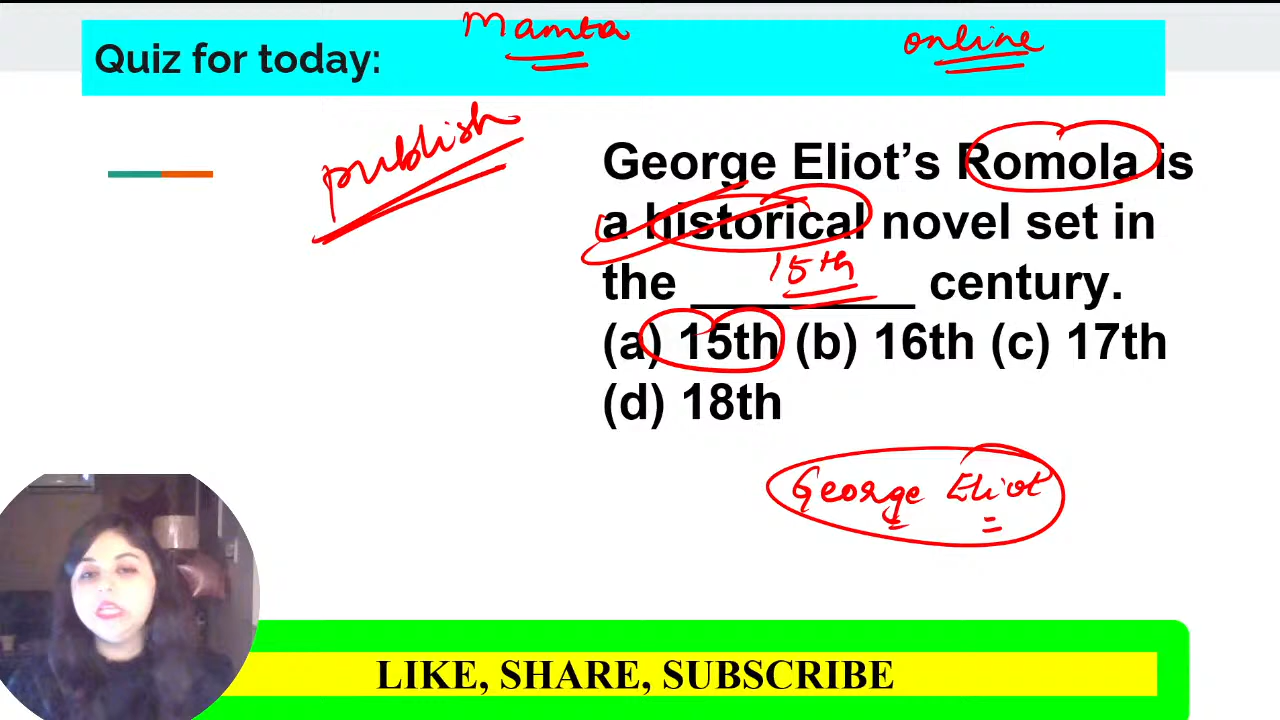 Mamta
online
Quiz for today:
publish
George Eliot’s Romola is
a historical novel set in
15th
the ________ century.
(a) 15th (b) 16th (c) 17th
(d) 18th
George Eliot
LIKE, SHARE, SUBSCRIBE